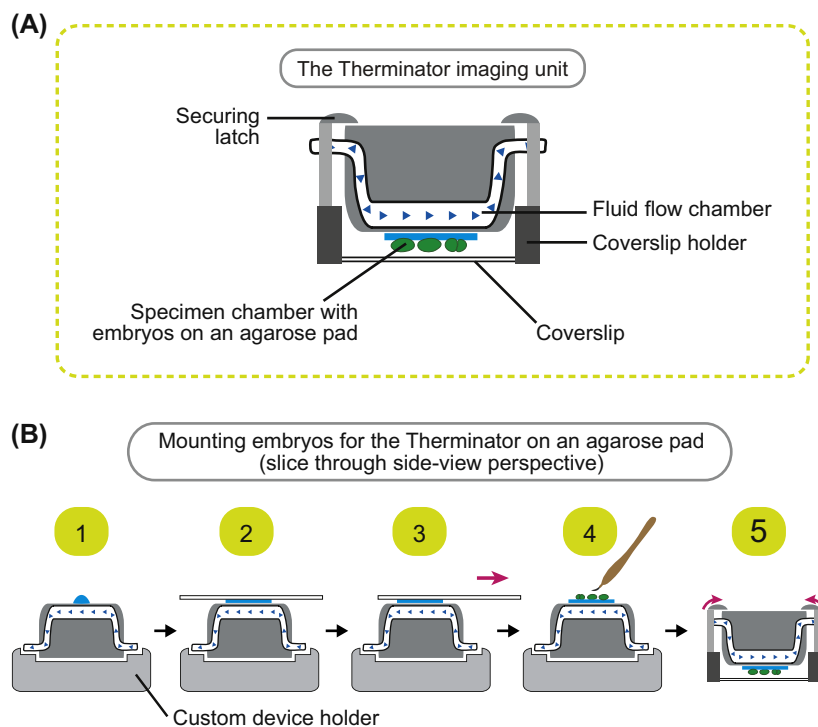 (A)
The Therminator imaging unit
Securing
latch
Fluid flow chamber
Coverslip holder
Specimen chamber with
embryos on an agarose pad
Coverslip
(B)
Mounting embryos for the Therminator on an agarose pad
(slice through side-view perspective)
1
2
3
4
5
Custom device holder